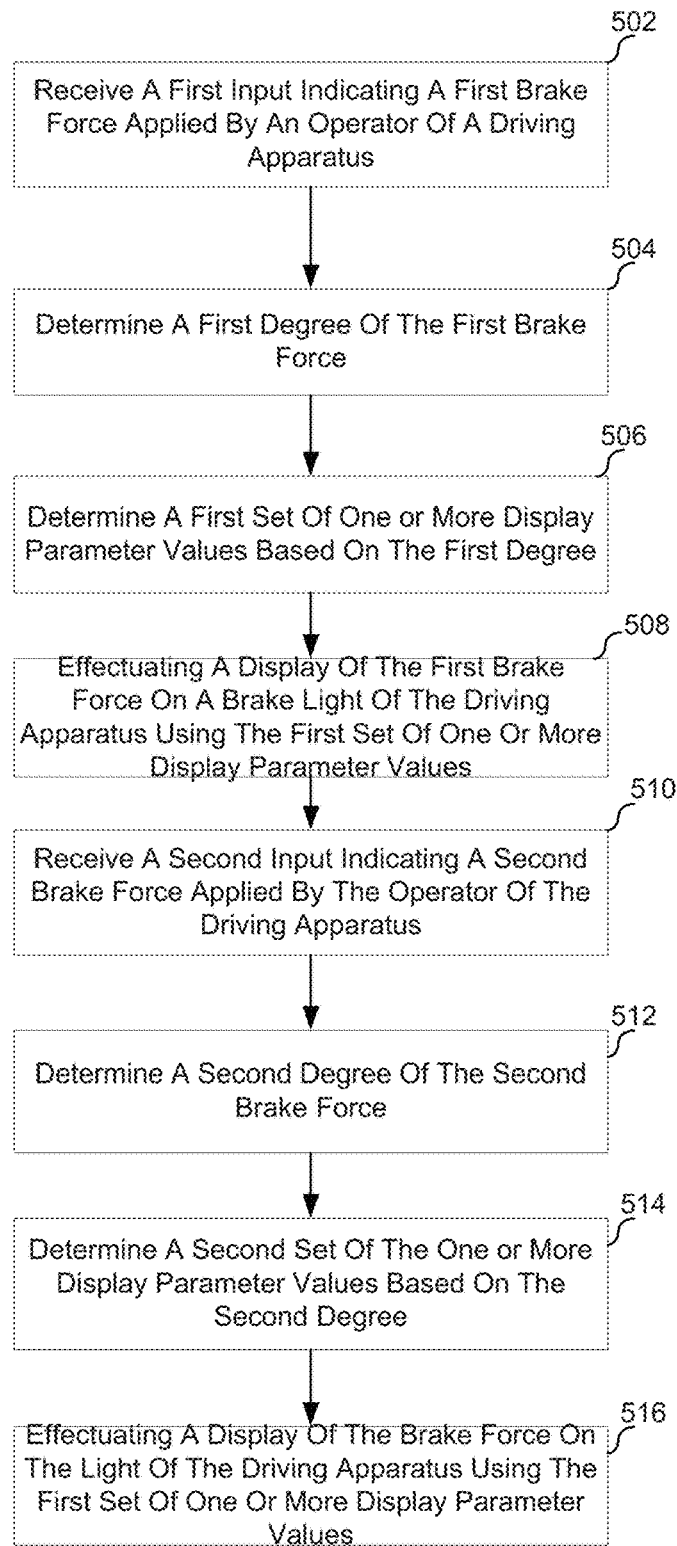 502
Receive A First Input Indicating A First Brake
Force Applied By An Operator Of A Driving
Apparatus
504
Determine A First Degree Of The First Brake
Force
506
Determine A First Set Of One or More Display
Parameter Values Based On The First Degree
508
Effectuating A Display Of The First Brake
Force On A Brake Light Of The Driving
Apparatus Using The First Set Of One Or More
Display Parameter Values
510
Receive A Second Input Indicating A Second
Brake Force Applied By The Operator Of The
Driving Apparatus
512
Determine A Second Degree Of The Second
Brake Force
514
Determine A Second Set Of The One or More
Display Parameter Values Based On The
Second Degree
516
Effectuating A Display Of The Brake Force On
The Light Of The Driving Apparatus Using The
First Set Of One Or More Display Parameter
Values